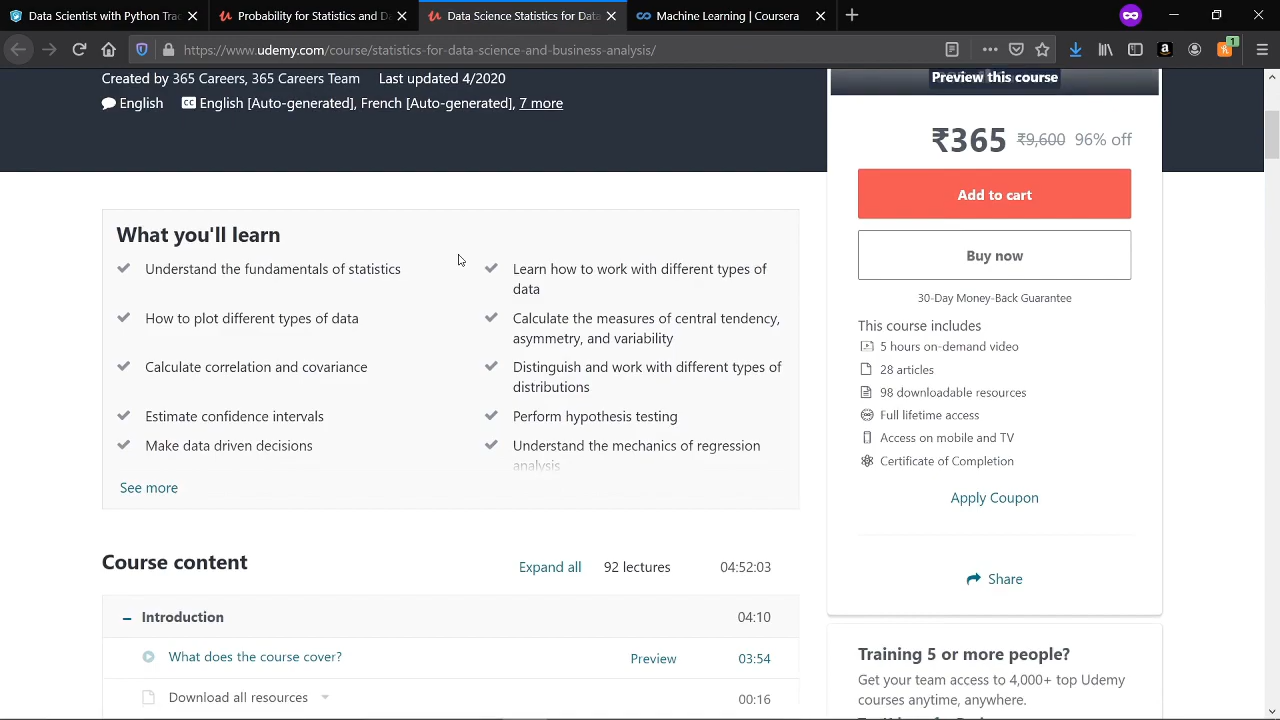 Data Scientist with Python Trac
Probability for Statistics and D
Data Science Statistics for Data
Machine Learning | Coursera
https://www.udemy.com/course/statistics-for-data-science-and-business-analysis/
1
Created by 365 Careers, 365 Careers Team Last updated 4/2020
English English [Auto-generated], French [Auto-generated], 7 more
Preview this course
₹365 ₹9,600 96% off
Add to cart
Buy now
30-Day Money-Back Guarantee
This course includes
5 hours on-demand video
28 articles
98 downloadable resources
Full lifetime access
Access on mobile and TV
Certificate of Completion
Apply Coupon
Share
What you'll learn
Understand the fundamentals of statistics
Learn how to work with different types of
data
How to plot different types of data
Calculate the measures of central tendency,
asymmetry, and variability
Calculate correlation and covariance
Distinguish and work with different types of
distributions
Estimate confidence intervals
Perform hypothesis testing
Make data driven decisions
Understand the mechanics of regression
analysis
See more
Course content
Expand all 92 lectures 04:52:03
Introduction 04:10
What does the course cover? Preview 03:54
Download all resources 00:16
Training 5 or more people?
Get your team access to 4,000+ top Udemy
courses anytime, anywhere.